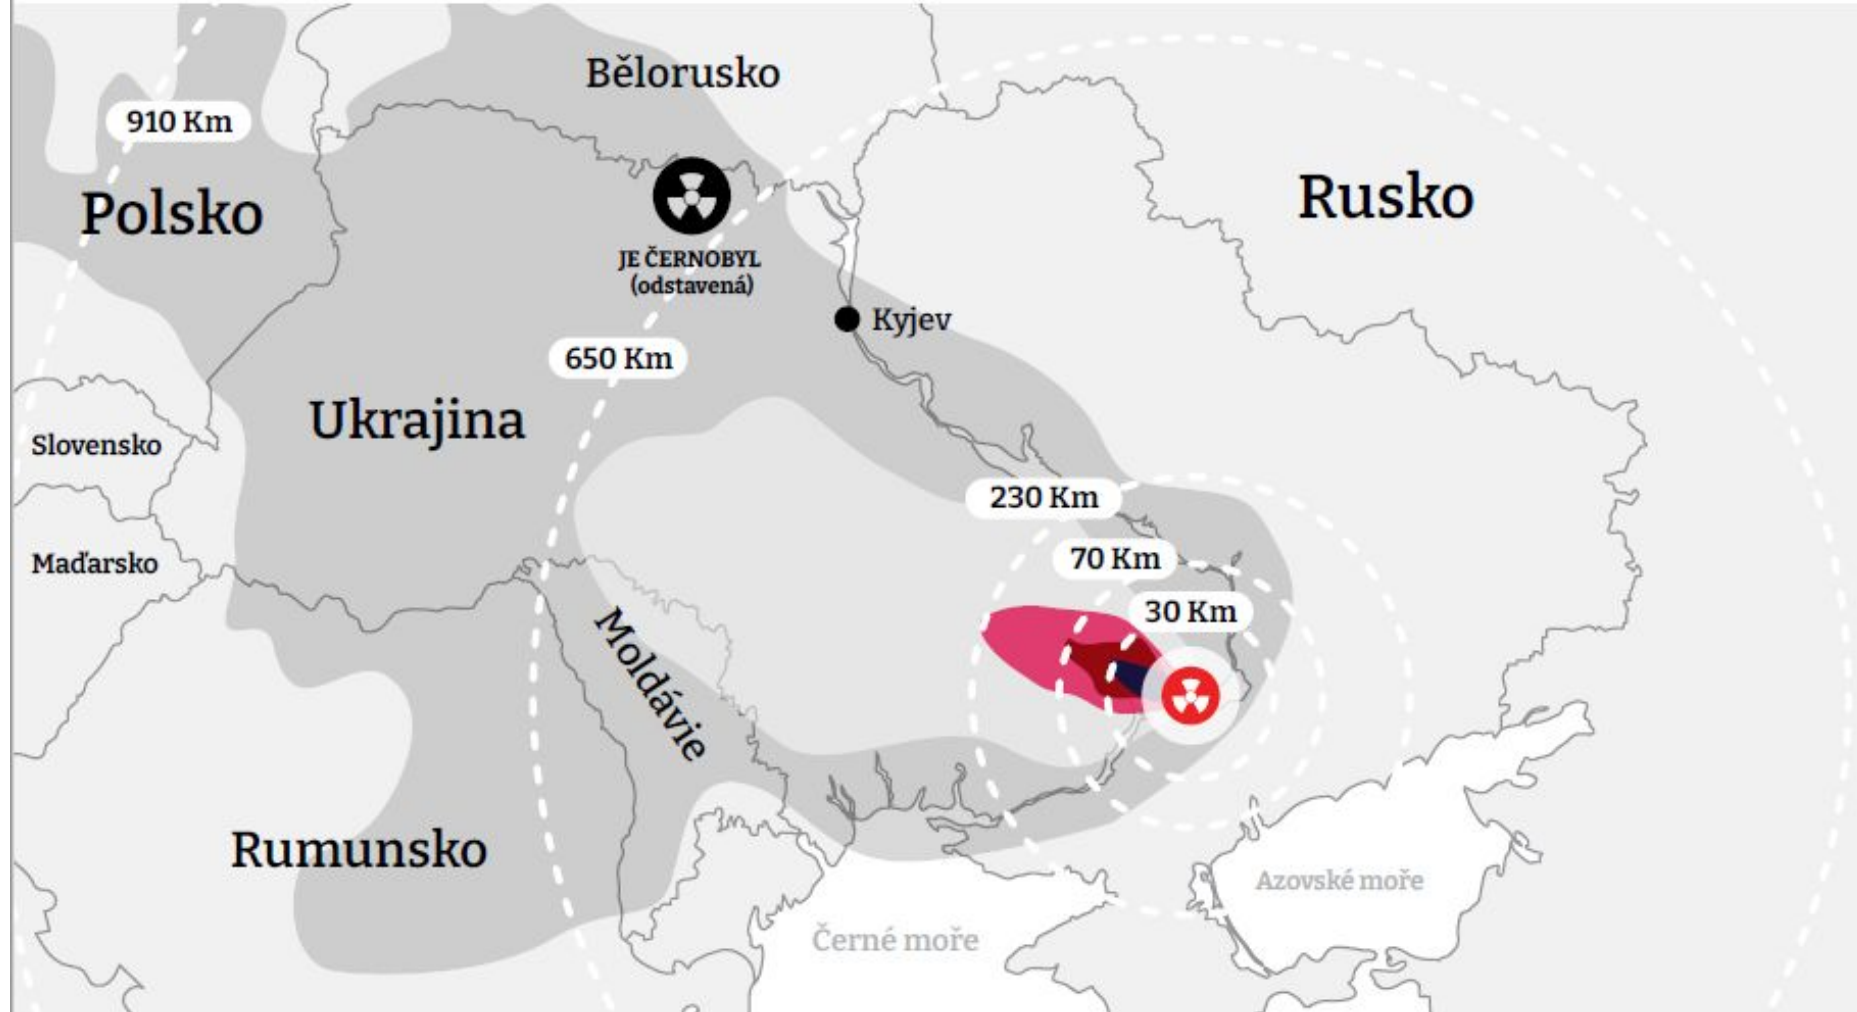 Bělorusko
910 Km
Polsko
Rusko
JE ČERNOBYL
(odstavená)
Kyjev
650 Km
Ukrajina
Slovensko
230 Km
70 Km
Maďarsko
30 Km
Moldávie
Rumunsko
Azovské moře
Černé moře